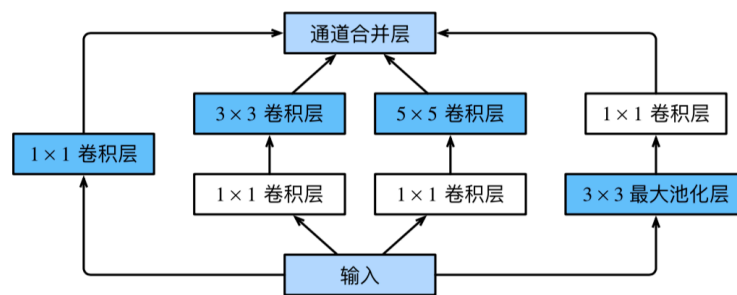 通道合并层
3 × 3 卷积层
5 × 5 卷积层
1 × 1 卷积层
1 × 1 卷积层
1 × 1 卷积层
1 × 1 卷积层
3 × 3 最大池化层
输入